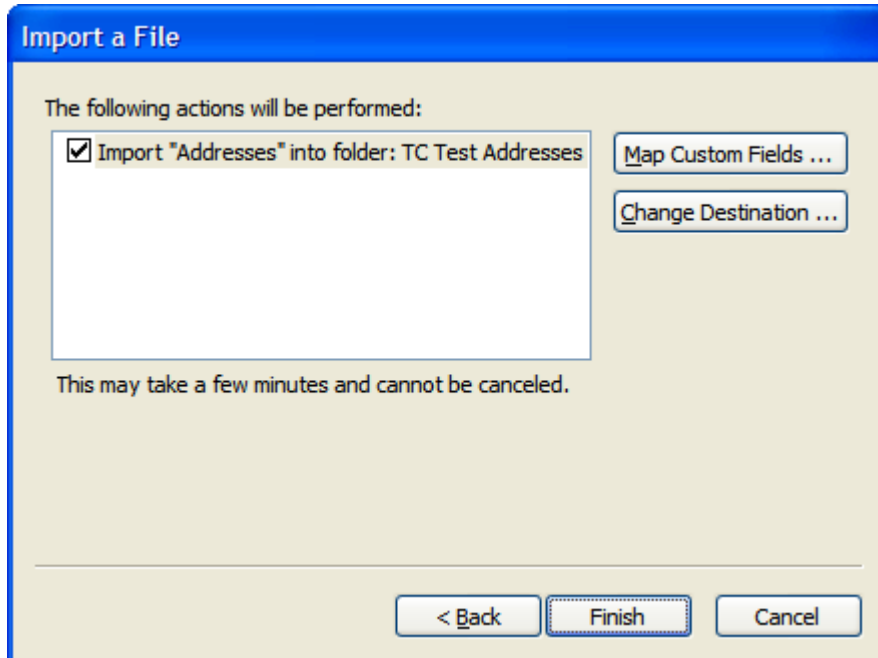 Import a File
The following actions will be performed:
Import "Addresses" into folder: TC Test Addresses
Map Custom Fields ...
Change Destination ...
This may take a few minutes and cannot be canceled.
< Back
Finish
Cancel